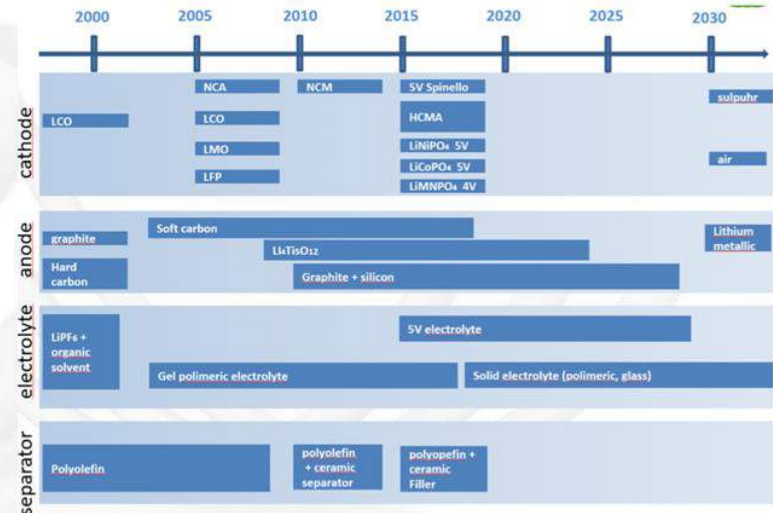 2000 2005 2010 2015 2020 2025 2030
cathode
LCO
NCA
LCO
LMO
LFP
NCM
5V Spinello
HCMA
LiNiPO₄ 5V
LiCoPO₄ 5V
LiMNPO₄ 4V
sulpuhr
air
anode
graphite
Hard
carbon
Soft carbon
LI₄TisO₁₂
Graphite + silicon
Lithium
metallic
electrolyte
LiPF₆ +
organic
solvent
5V electrolyte
Gel polimeric electrolyte
Solid electrolyte (polimeric, glass)
separator
Polyolefin
polyolefin
+ ceramic
separator
polyopefin +
ceramic
Filler